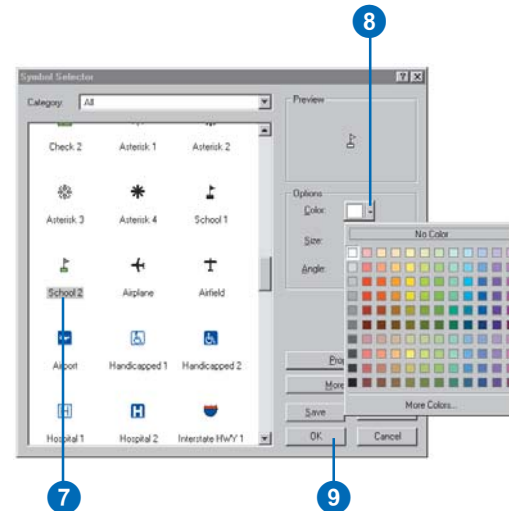 8
Symbol Selector
Category: All
Preview
Check 2 Asterisk 1 Asterisk 2
Options
Color:
Asterisk 3 Asterisk 4 School 1
No Color
Size:
Angle:
School 2 Airplane Airfield
Airport Handicapped 1 Handicapped 2
More
More Colors...
Save
Hospital 1 Hospital 2 Interstate HWY 1
OK Cancel
7 9